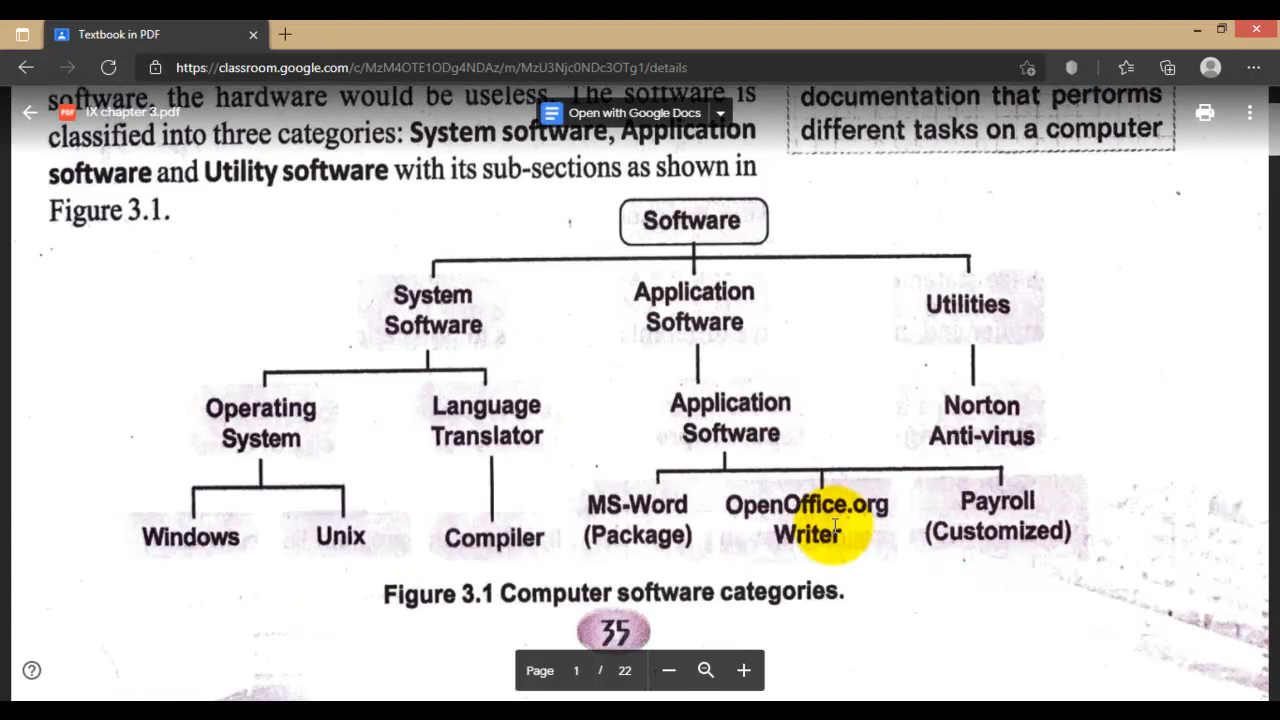 Textbook in PDF
https://classroom.google.com/c/MzM4OTE1ODg4NDAz/m/MzU3Njc0NDc3OTg1/details
software, the hardware would be useless. The software is
IX chapter 3.pdf
Open with Google Docs
classified into three categories: System software, Application
software and Utility software with its sub-sections as shown in
Figure 3.1.
documentation that performs
different tasks on a computer
Software
System
Software
Application
Software
Utilities
Operating
System
Language
Translator
Application
Software
Norton
Anti-virus
Windows
Unix
Compiler
MS-Word
(Package)
OpenOffice.org
Writer
Payroll
(Customized)
Figure 3.1 Computer software categories.
35
Page 1 / 22